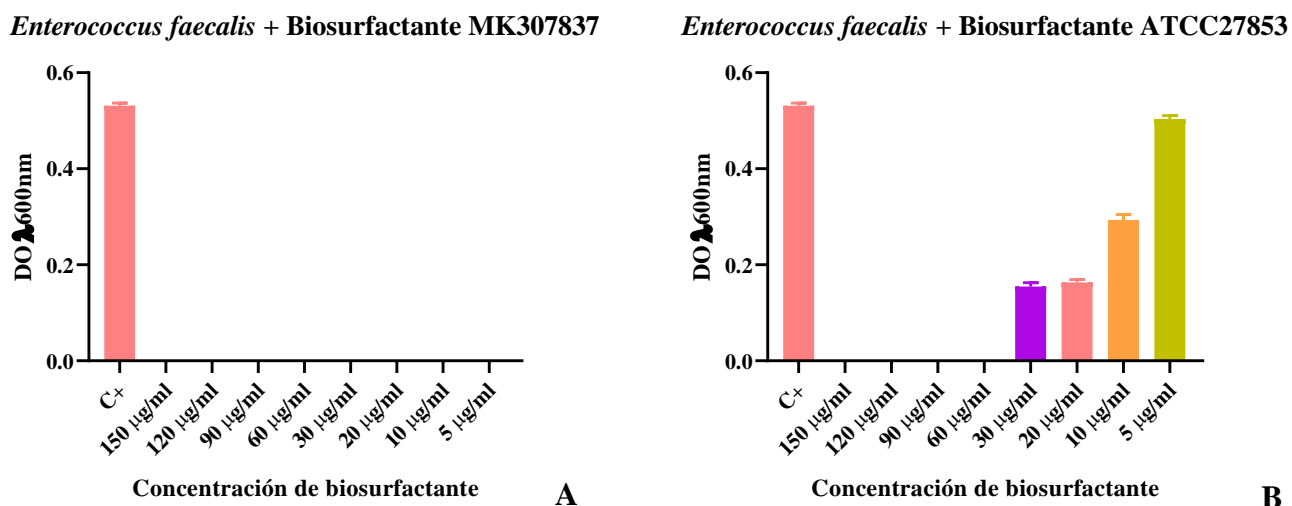 Enterococcus faecalis + Biosurfactante MK307837
DO λ600nm
0.6
0.4
0.2
0.0
C+
150 µg/ml
120 µg/ml
90 µg/ml
60 µg/ml
30 µg/ml
20 µg/ml
10 µg/ml
5 µg/ml
Concentración de biosurfactante
A
Enterococcus faecalis + Biosurfactante ATCC27853
DO λ600nm
0.6
0.4
0.2
0.0
C+
150 µg/ml
120 µg/ml
90 µg/ml
60 µg/ml
30 µg/ml
20 µg/ml
10 µg/ml
5 µg/ml
Concentración de biosurfactante
B